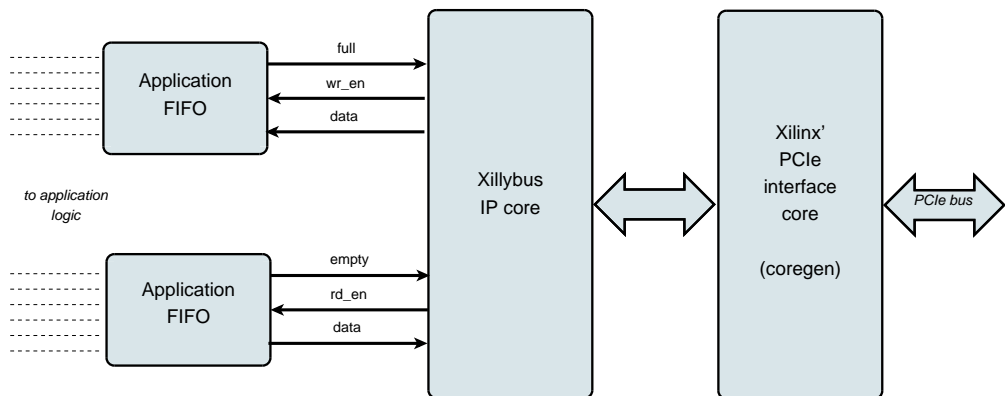 full
Application
FIFO
wr_en
data
Xillybus
IP core
Xilinx'
PCIe
interface
core
(coregen)
PCIe bus
to application
logic
empty
Application
FIFO
rd_en
data